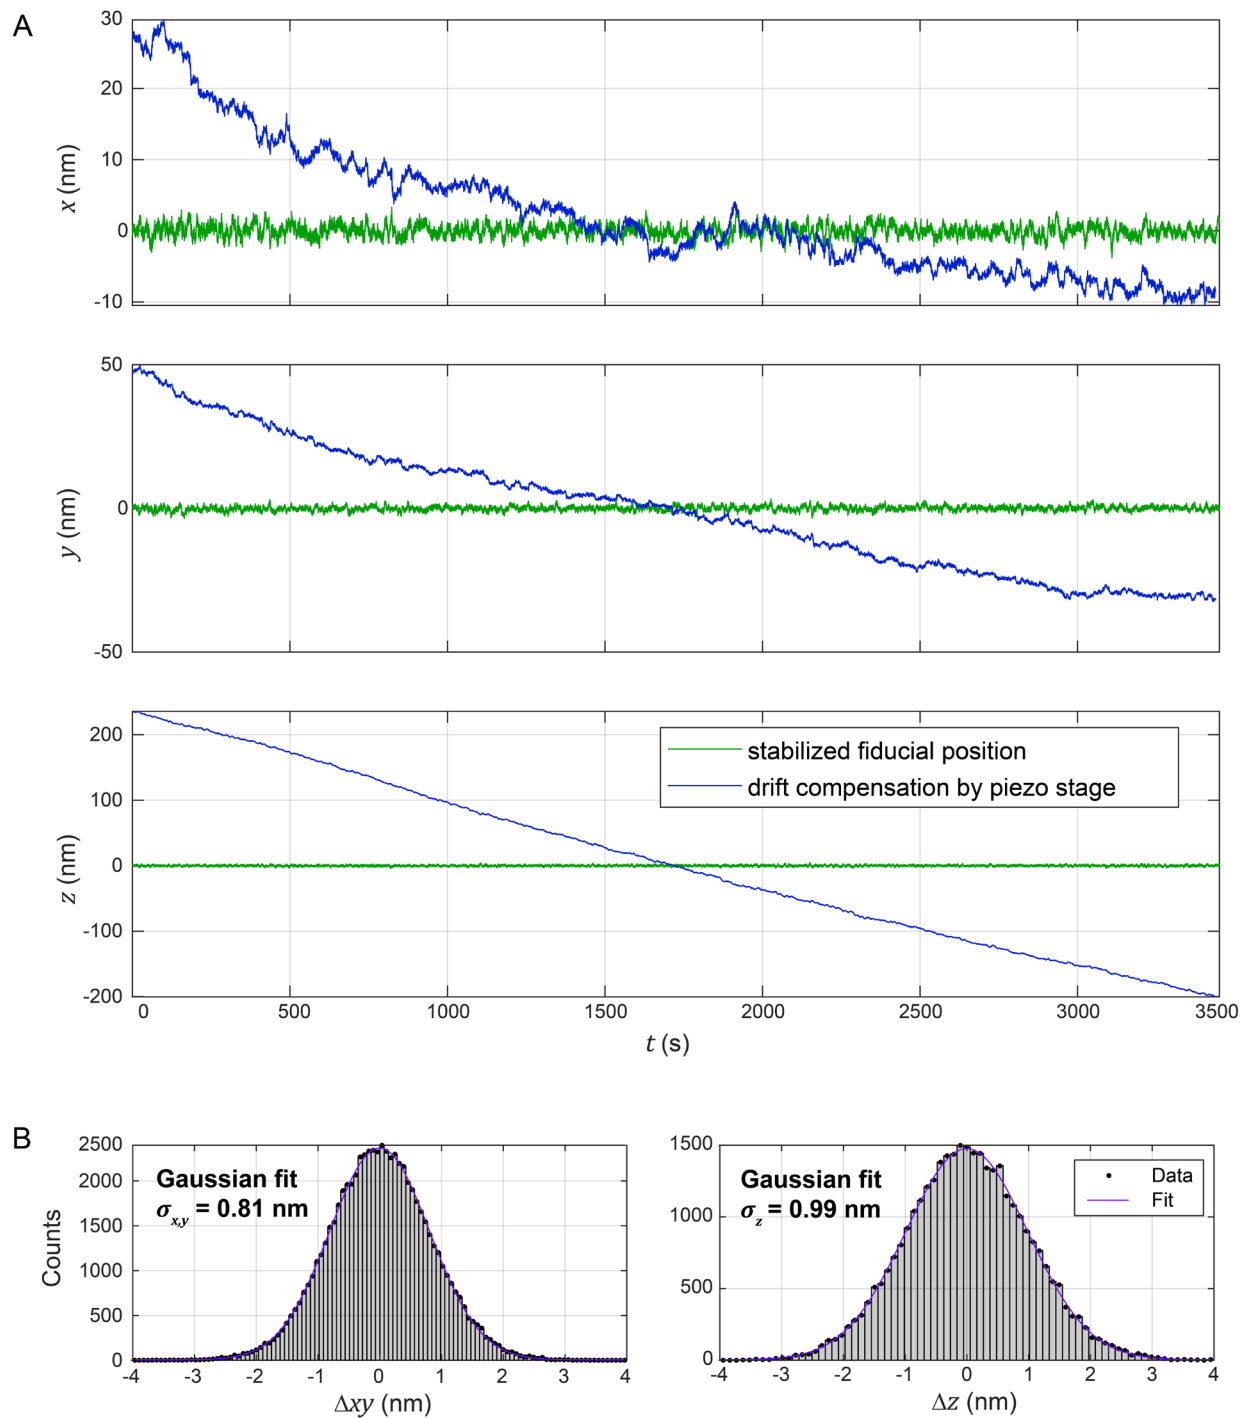 A
30
20
10
0
-10
x (nm)
50
0
-50
y (nm)
200
100
0
-100
-200
z (nm)
stabilized fiducial position
drift compensation by piezo stage
0 500 1000 1500 2000 2500 3000 3500
t (s)
B
2500
2000
1500
1000
500
0
Counts
Gaussian fit
σx,y = 0.81 nm
-4 -3 -2 -1 0 1 2 3 4
Δxy (nm)
1500
1000
500
0
Gaussian fit
σz = 0.99 nm
Data
Fit
-4 -3 -2 -1 0 1 2 3 4
Δz (nm)